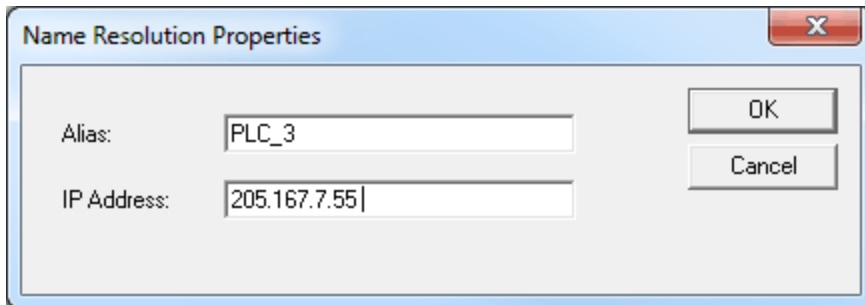 Name Resolution Properties
Alias: PLC_3
OK
IP Address: 205.167.7.55
Cancel